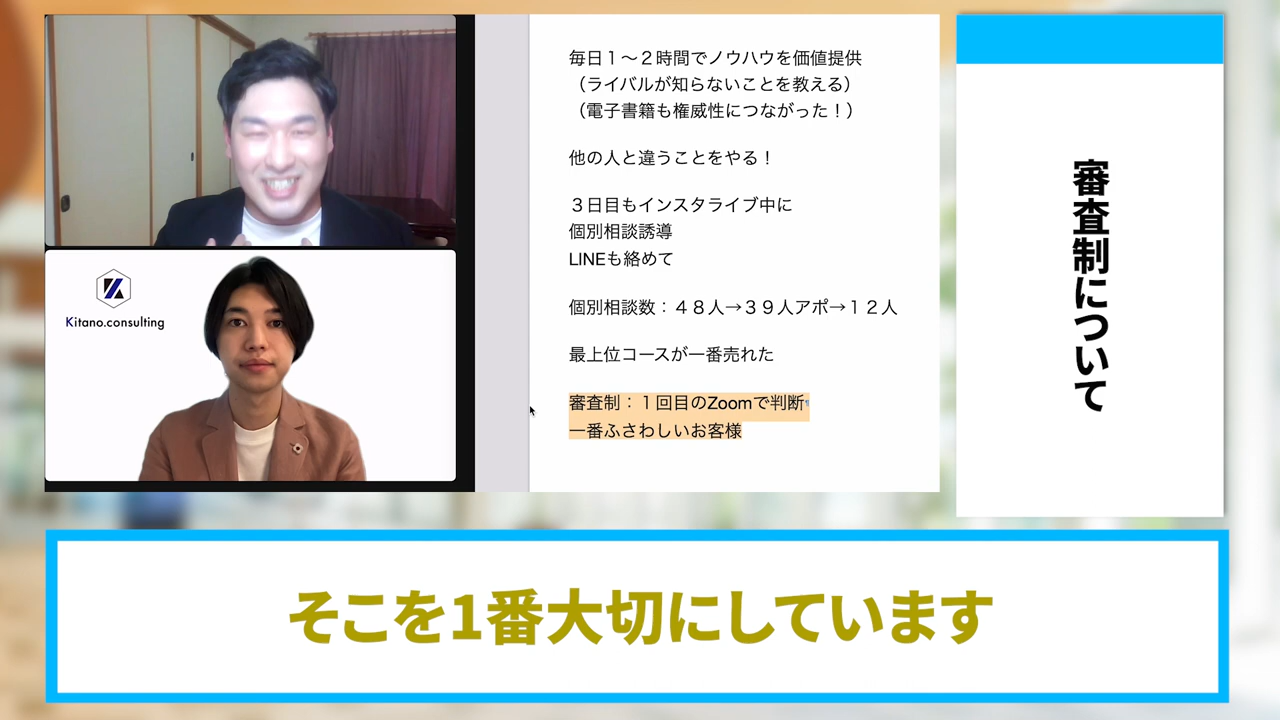 Kitano.consulting
毎日1〜2時間でノウハウを価値提供
（ライバルが知らないことを教える）
（電子書籍も権威性につながった！）
他の人と違うことをやる！
３日目もインスタライブ中に
個別相談誘導
LINEも絡めて
個別相談数：４８人→３９人アポ→１２人
最上位コースが一番売れた
審査制：１回目のZoomで判断
一番ふさわしいお客様
審査制について
そこを1番大切にしています